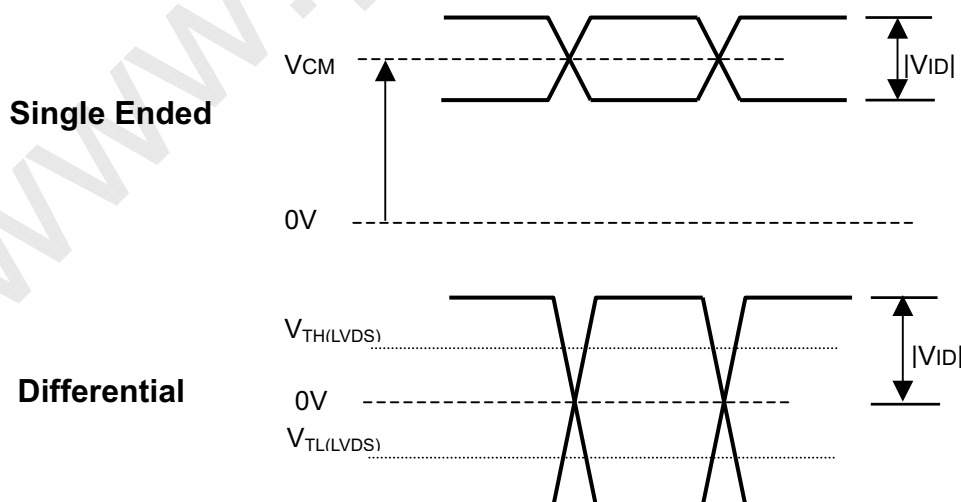 VCM
|VID|
Single Ended
0V
VTH(LVDS)
|VID|
Differential
0V
VTL(LVDS)